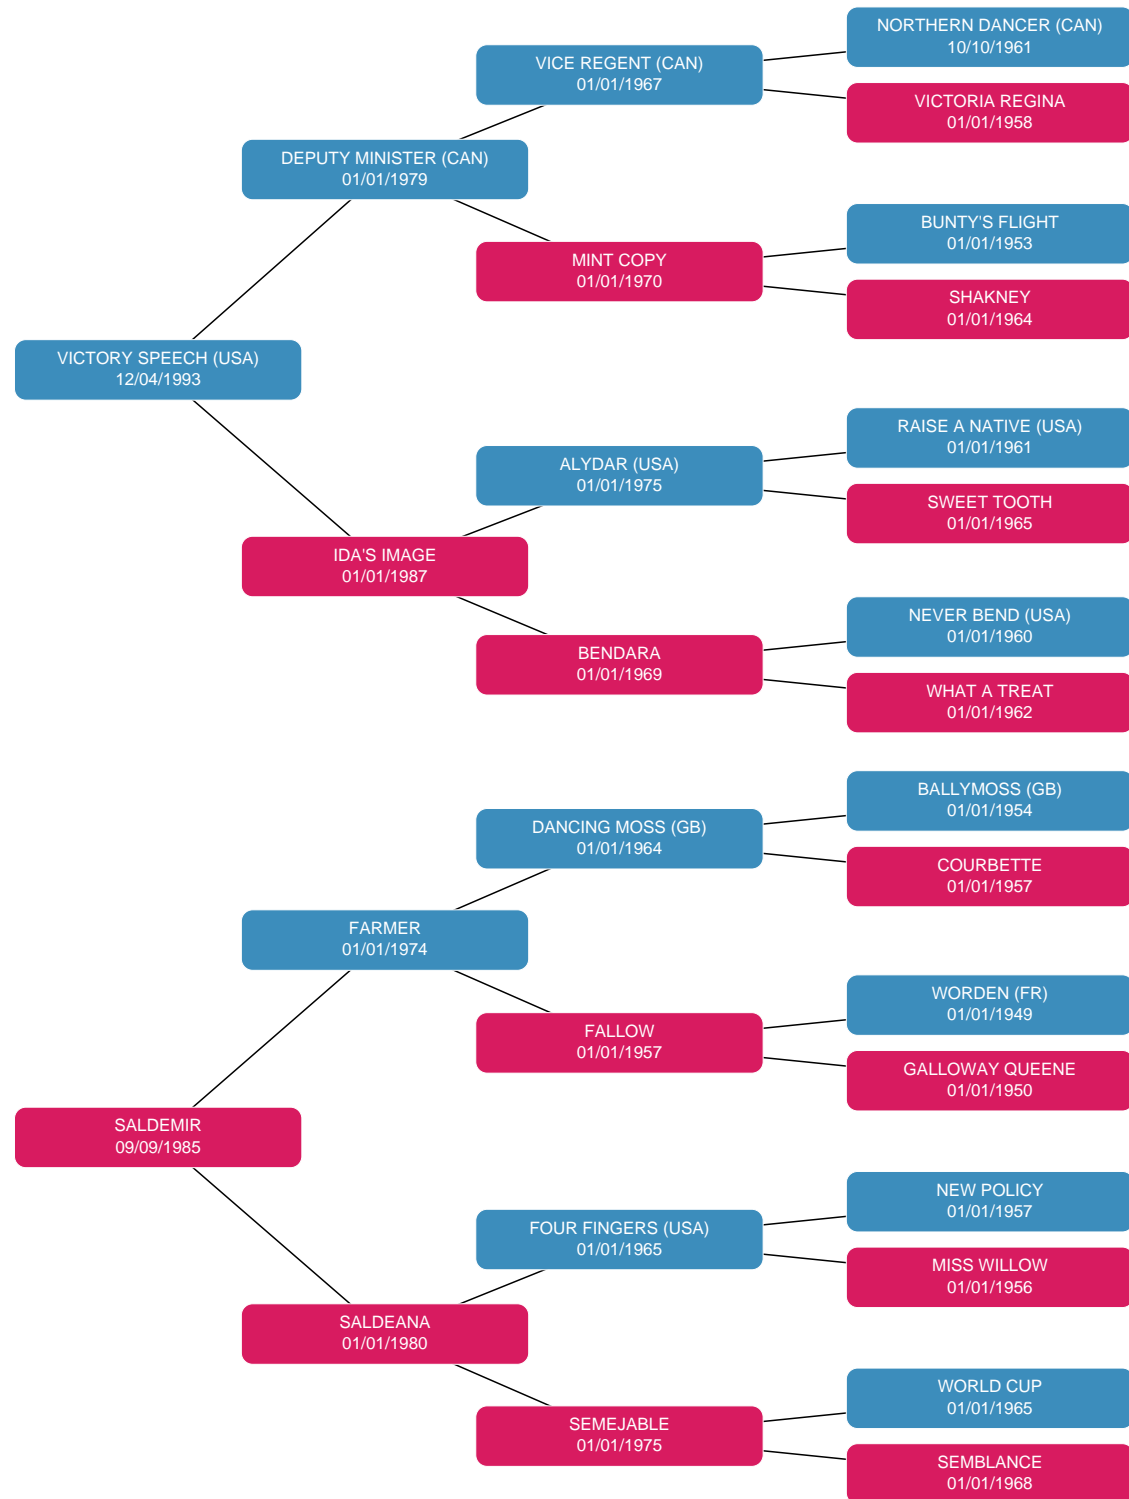 NORTHERN DANCER (CAN)
10/10/1961
VICE REGENT (CAN)
01/01/1967
VICTORIA REGINA
01/01/1958
DEPUTY MINISTER (CAN)
01/01/1979
BUNTY'S FLIGHT
01/01/1953
MINT COPY
01/01/1970
SHAKNEY
01/01/1964
VICTORY SPEECH (USA)
12/04/1993
RAISE A NATIVE (USA)
01/01/1961
ALYDAR (USA)
01/01/1975
SWEET TOOTH
01/01/1965
IDA'S IMAGE
01/01/1987
NEVER BEND (USA)
01/01/1960
BENDARA
01/01/1969
WHAT A TREAT
01/01/1962
BALLYMOSS (GB)
01/01/1954
DANCING MOSS (GB)
01/01/1964
COURBETTE
01/01/1957
FARMER
01/01/1974
WORDEN (FR)
01/01/1949
FALLOW
01/01/1957
GALLOWAY QUEENE
01/01/1950
SALDEMIR
09/09/1985
NEW POLICY
01/01/1957
FOUR FINGERS (USA)
01/01/1965
MISS WILLOW
01/01/1956
SALDEANA
01/01/1980
WORLD CUP
01/01/1965
SEMEJABLE
01/01/1975
SEMBLANCE
01/01/1968